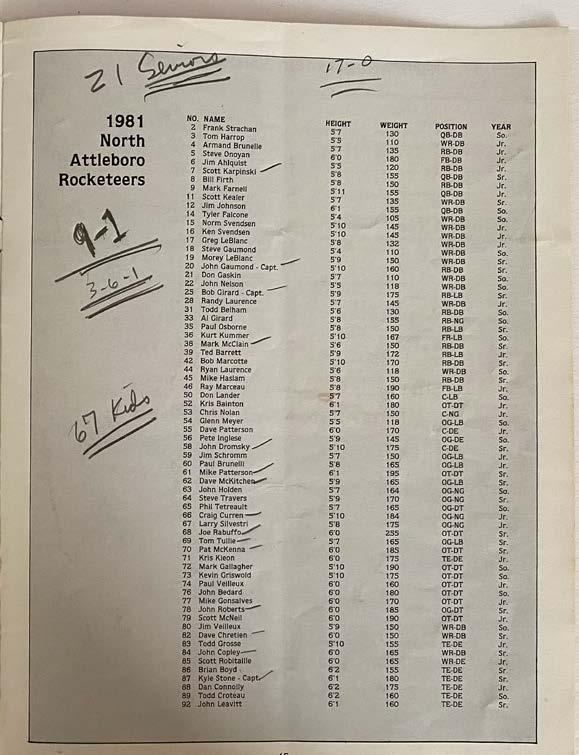 21 Seniors
17-0
1981
North
Attleboro
Rocketeers
9-1
3-6-1
67 Kids
NO. NAME HEIGHT WEIGHT POSITION YEAR
2 Frank Strachan 5'7 130 QB-DB So.
3 Tom Harrop 5'5 110 WR-DB Jr.
4 Armand Brunelle 5'7 135 RB-DB Jr.
5 Steve Onoyan 6'0 180 FB-DB Jr.
6 Jim Ahlquist 5'5 120 RB-DB Jr.
7 Scott Karpinski 5'8 155 QB-DB Sr.
8 Bill Firth 5'8 150 RB-DB Jr.
9 Mark Farnell 5'11 155 QB-DB Sr.
11 Scott Kealer 5'7 135 WR-DB Sr.
12 Jim Johnson 6'1 155 QB-DB So.
14 Tyler Falcone 5'4 105 WR-DB So.
15 Norm Svendsen 5'10 145 WR-DB Jr.
16 Ken Svendsen 5'10 145 WR-DB Jr.
17 Greg LeBlanc 5'8 132 WR-DB Jr.
18 Steve Gaumond 5'4 110 WR-DB So.
19 Morey LeBlanc 5'9 150 WR-DB Sr.
20 John Gaumond - Capt. 5'10 160 RB-DB Sr.
21 Don Gaskin 5'7 110 WR-DB So.
22 John Nelson 5'5 118 WR-DB So.
25 Bob Girard - Capt. 5'9 175 RB-LB Sr.
28 Randy Laurence 5'7 145 WR-DB Jr.
31 Todd Belham 5'6 130 RB-DB So.
33 Al Girard 5'8 155 RB-NG So.
35 Paul Osborne 5'8 150 RB-LB Sr.
36 Kurt Kummer 5'10 167 FR-LB So.
38 Mark McClain 5'6 150 RB-DB Sr.
39 Ted Barrett 5'9 172 RB-LB Jr.
42 Bob Marcotte 5'10 170 RB-DB Sr.
44 Ryan Laurence 5'6 118 WR-DB So.
45 Mike Haslam 5'8 150 RB-DB Sr.
46 Ray Marceau 5'8 190 FB-LB Jr.
50 Don Lander 5'7 160 C-LB So.
52 Kris Bainton 6'1 180 OT-DT Jr.
53 Chris Nolan 5'7 150 C-NG Jr.
54 Glenn Meyer 5'5 118 OG-LB So.
55 Dave Patterson 6'0 170 C-DE Jr.
56 Pete Inglese 5'9 145 OG-DE So.
58 John Dromsky 5'10 175 C-DE Sr.
59 Jim Schromm 5'7 150 OG-LB Jr.
60 Paul Brunelli 5'8 165 OG-LB Jr.
61 Mike Patterson 6'1 195 OT-DT Sr.
62 Dave McKitchen 5'9 165 OG-LB Sr.
63 John Holden 5'7 164 OG-NG So.
64 Steve Travers 5'9 170 OG-NG Sr.
65 Phil Tetreault 5'7 165 OG-DT So.
66 Craig Curren 5'10 184 OG-NG Jr.
67 Larry Silvestri 5'8 175 OG-NG Jr.
68 Joe Rabuffo 6'0 235 OT-DT Sr.
69 Tom Tullie 5'7 165 OG-LB Sr.
70 Pat McKenna 6'0 185 OT-DT Sr.
71 Kris Kleon 6'0 175 TE-DE Jr.
72 Mark Gallagher 5'10 190 OT-DT So.
73 Kevin Griswold 5'10 175 OT-DT So.
74 Paul Veilleux 6'0 160 OT-DT Jr.
76 John Bedard 6'0 180 OT-DT So.
77 Mike Gonsalves 6'0 170 OT-DT Jr.
78 John Roberts 6'0 185 OG-DT Sr.
79 Scott McNeil 6'0 190 OT-DT Jr.
80 Jim Veilleux 5'9 150 WR-DB So.
82 Dave Chretien 6'0 150 WR-DB Sr.
83 Todd Grosse 5'10 155 TE-DE Jr.
84 John Copley 6'0 165 WR-DB Sr.
85 Scott Robitaille 6'0 165 WR-DE Jr.
86 Brian Boyd 6'2 155 TE-DE Sr.
87 Kyle Stone - Capt. 6'1 160 TE-DE Sr.
88 Dan Connolly 6'2 175 TE-DE Jr.
89 Todd Croteau 6'2 160 TE-DE So.
92 John Leavitt 6'1 160 TE-DE Sr.